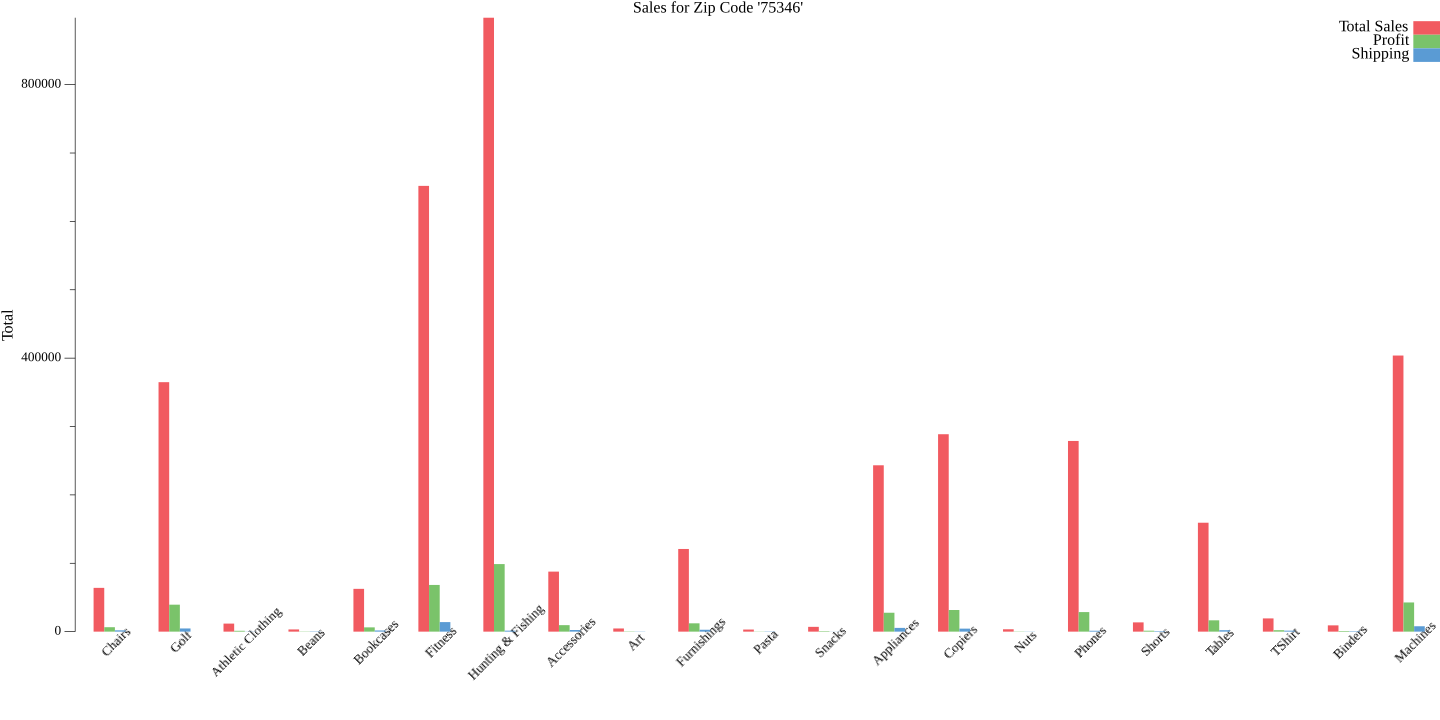 Sales for Zip Code '75346'
Total Sales
Profit
Shipping
Total
800000
400000
0
Chairs
Golf
Athletic Clothing
Beans
Bookcases
Fitness
Hunting & Fishing
Accessories
Art
Furnishings
Pasta
Snacks
Appliances
Copiers
Nuts
Phones
Shorts
Tables
TShirt
Binders
Machines